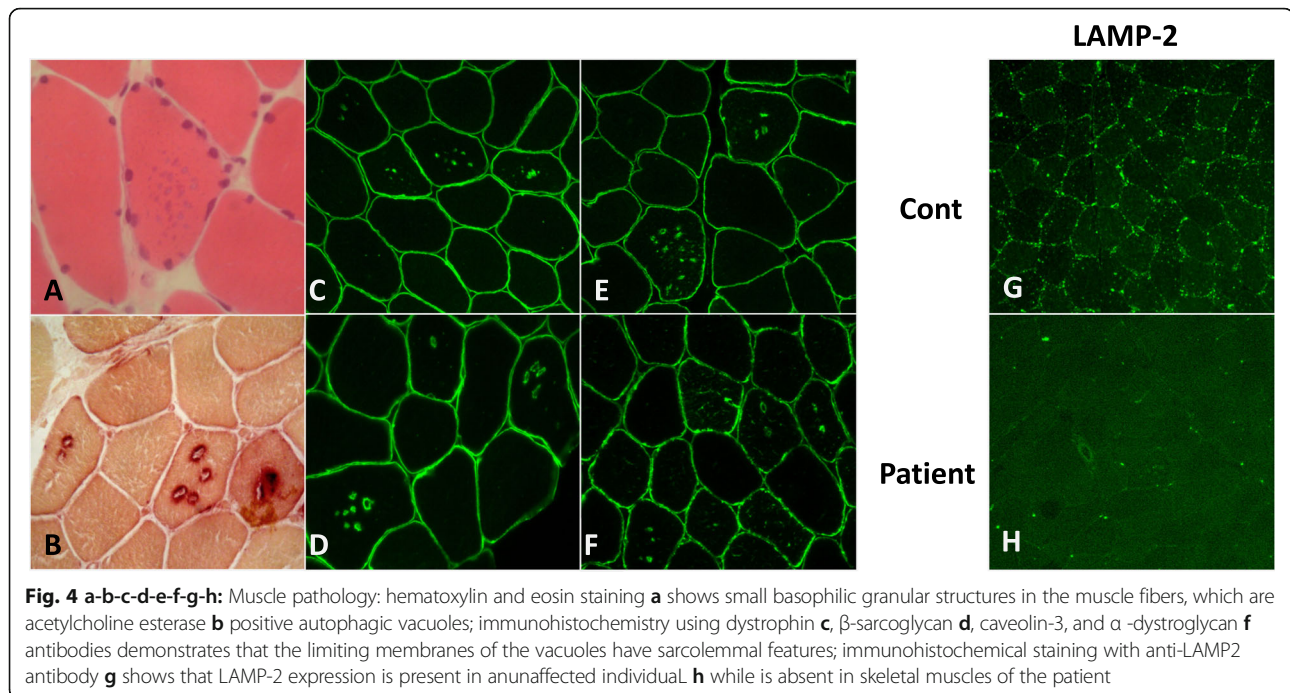 LAMP-2
A
C
E
Cont
G
B
D
F
Patient
H
Fig. 4 a-b-c-d-e-f-g-h: Muscle pathology: hematoxylin and eosin staining a shows small basophilic granular structures in the muscle fibers, which are
acetylcholine esterase b positive autophagic vacuoles; immunohistochemistry using dystrophin c, β-sarcoglycan d, caveolin-3, and α -dystroglycan f
antibodies demonstrates that the limiting membranes of the vacuoles have sarcolemmal features; immunohistochemical staining with anti-LAMP2
antibody g shows that LAMP-2 expression is present in anunaffected individuaL h while is absent in skeletal muscles of the patient